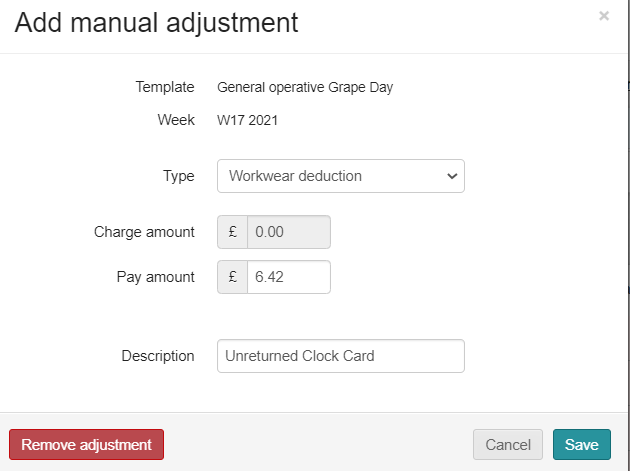 Add manual adjustment ×
Template General operative Grape Day
Week W17 2021
Type Workwear deduction
Charge amount £ 0.00
Pay amount £ 6.42
Description Unreturned Clock Card
Remove adjustment Cancel Save